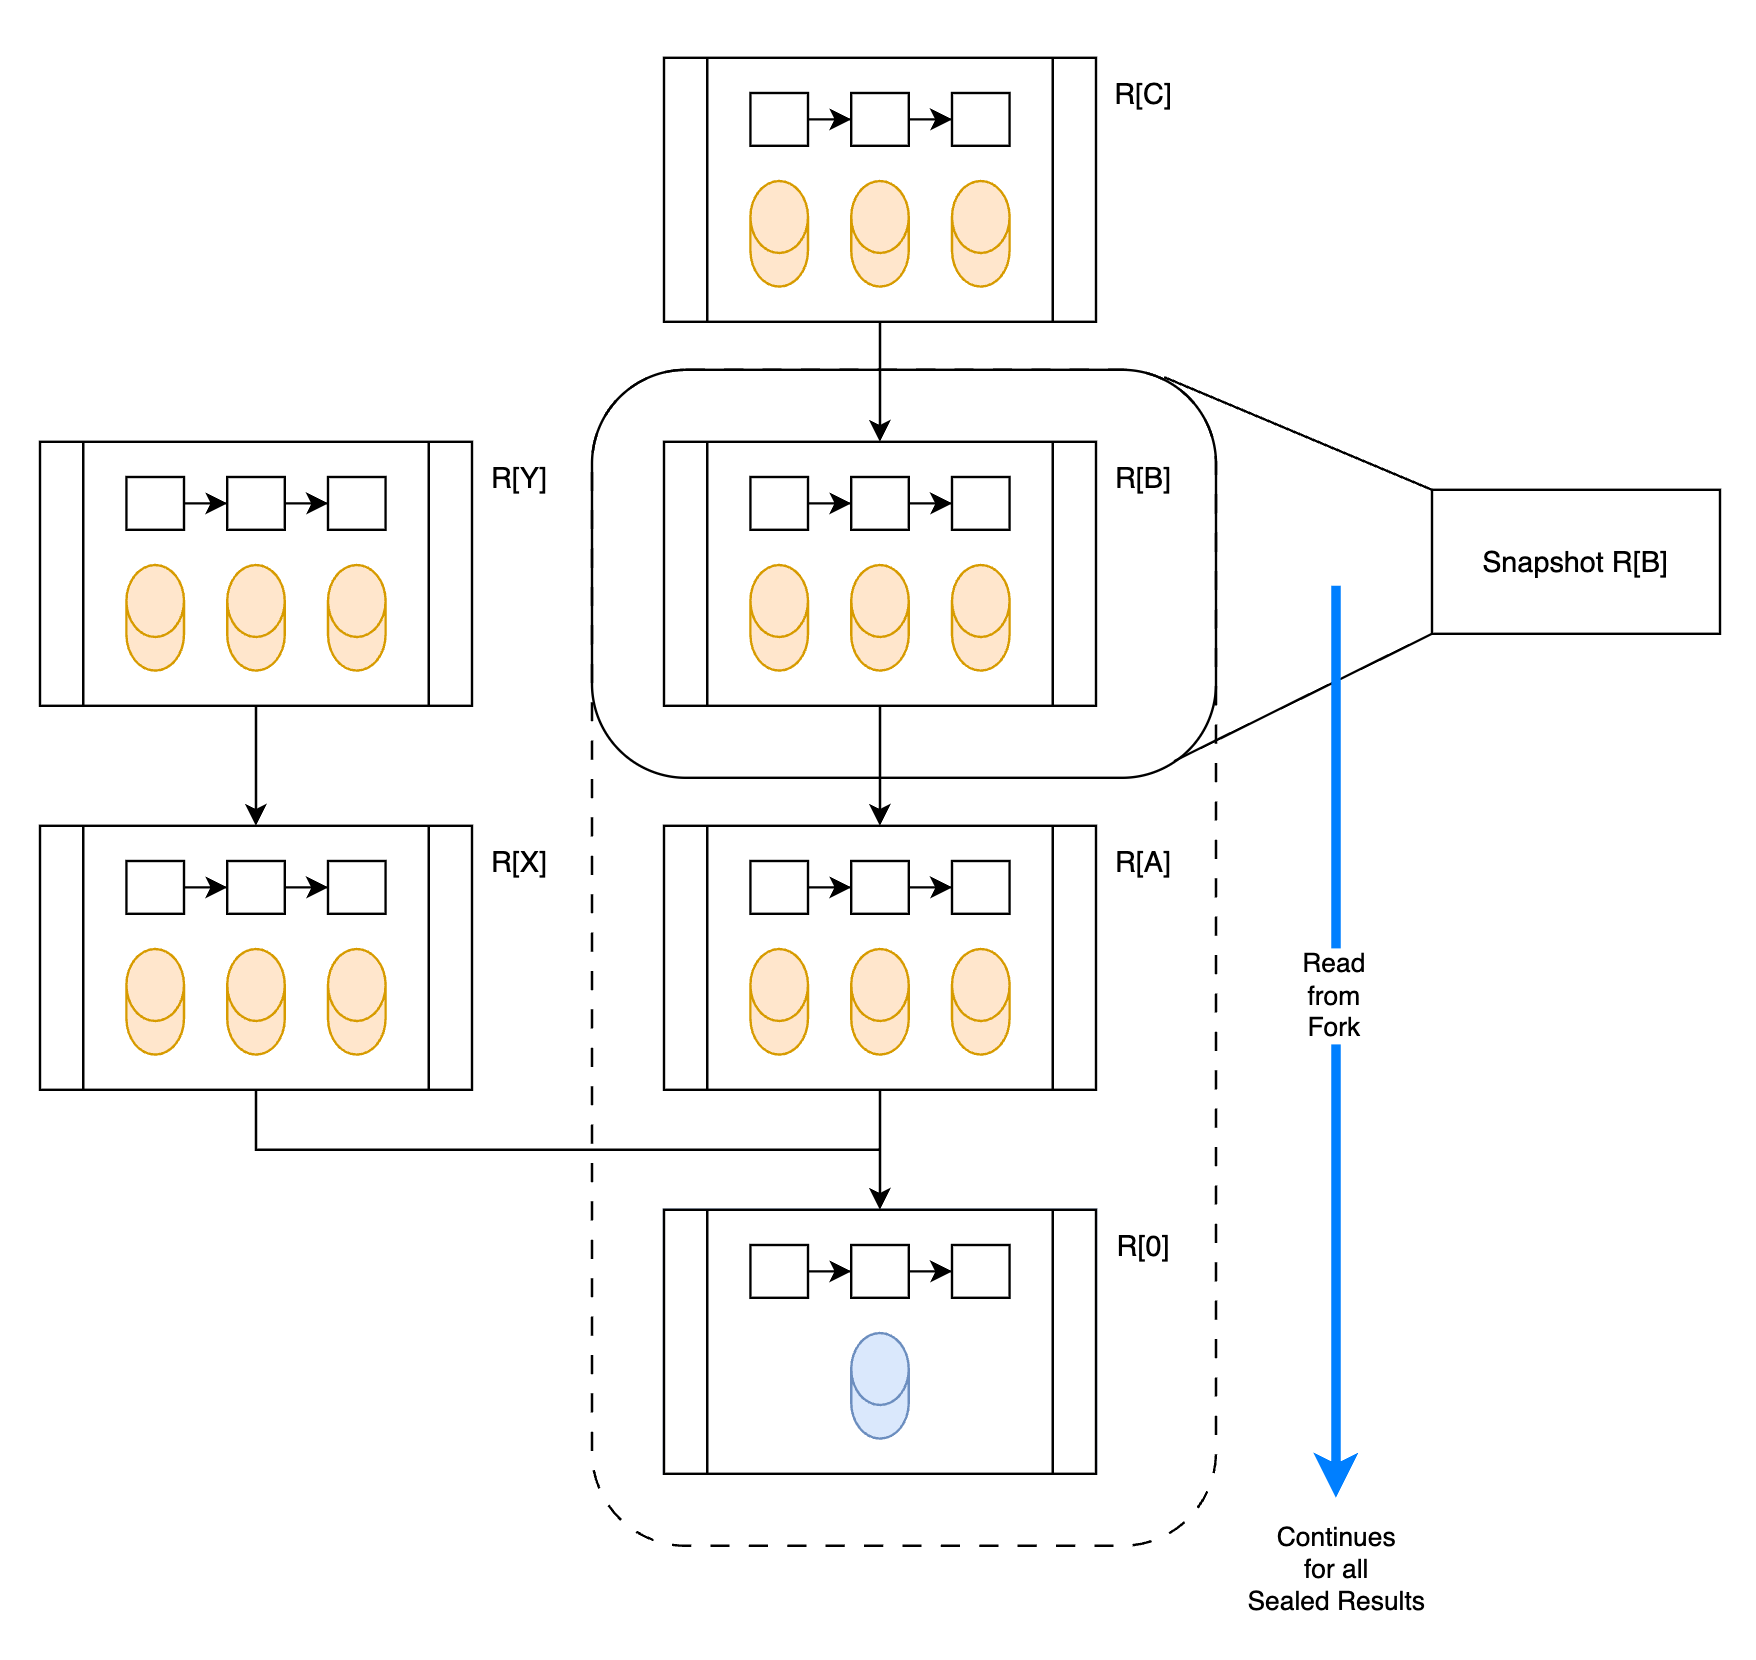 R[C]
R[Y]
R[B]
Snapshot R[B]
R[X]
R[A]
Read
from
Fork
R[0]
Continues
for all
Sealed Results